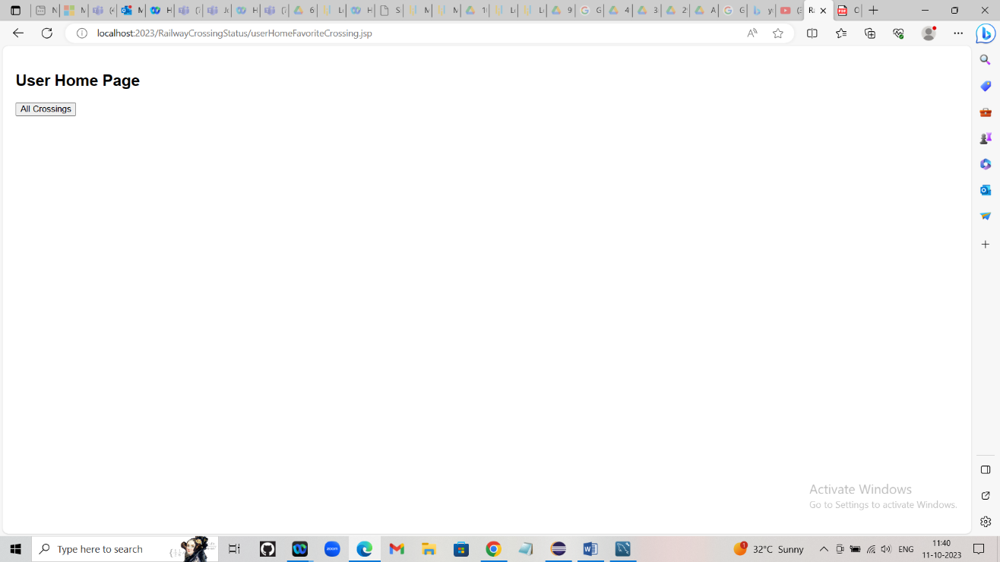 localhost:2023/RailwayCrossingStatus/userHomeFavoriteCrossing.jsp
User Home Page
All Crossings
Activate Windows
Go to Settings to activate Windows.
Type here to search
zoom
32°C Sunny
ENG
11:40
11-10-2023